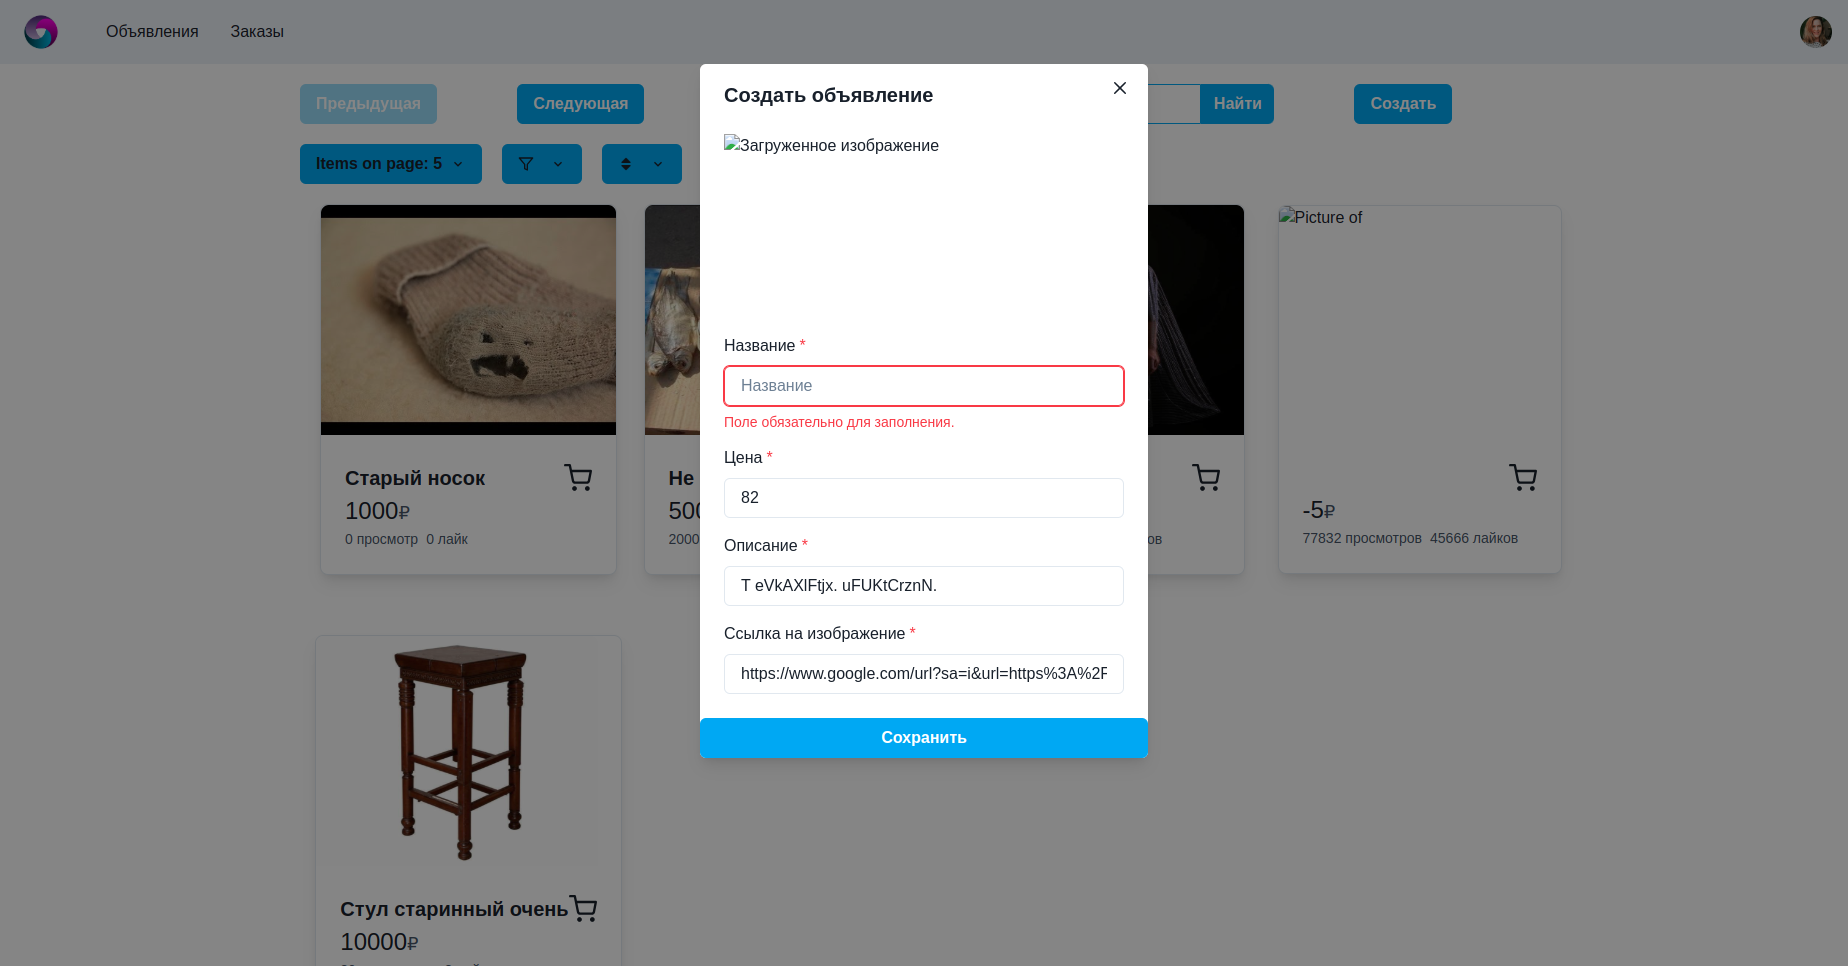 Объявления
Заказы
Предыдущая
Следующая
Найти
Создать
Items on page: 5
Создать объявление
Загруженное изображение
Название *
Название
Поле обязательно для заполнения.
Цена *
82
Описание *
T eVkAXlFtjx. uFUKtCrznN.
Ссылка на изображение *
https://www.google.com/url?sa=i&url=https%3A%2F
Сохранить
Старый носок
1000₽
0 просмотр 0 лайк
Не
500
2000
ов
Picture of
-5₽
77832 просмотров 45666 лайков
Стул старинный очень
10000₽